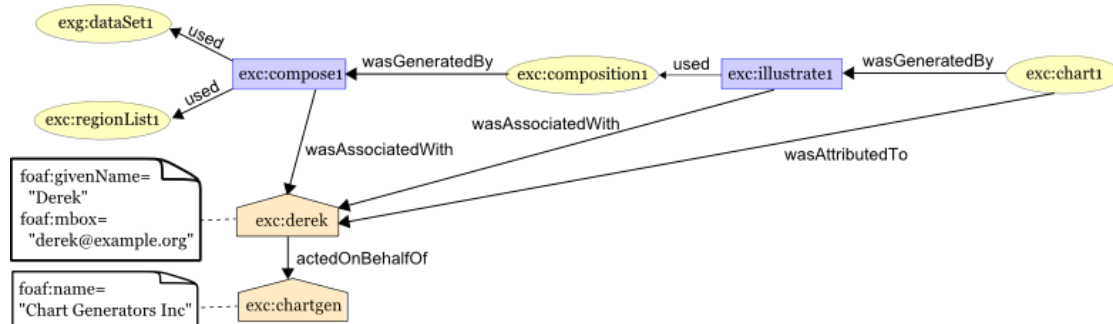 exg:dataSet1
used
exc:compose1
wasGeneratedBy
exc:composition1
used
exc:illustrate1
wasGeneratedBy
exc:chart1
used
exc:regionList1
wasAssociatedWith
wasAssociatedWith
wasAttributedTo
foaf:givenName=
"Derek"
foaf:mbox=
"derek@example.org"
exc:derek
actedOnBehalfOf
foaf:name=
"Chart Generators Inc"
exc:chartgen